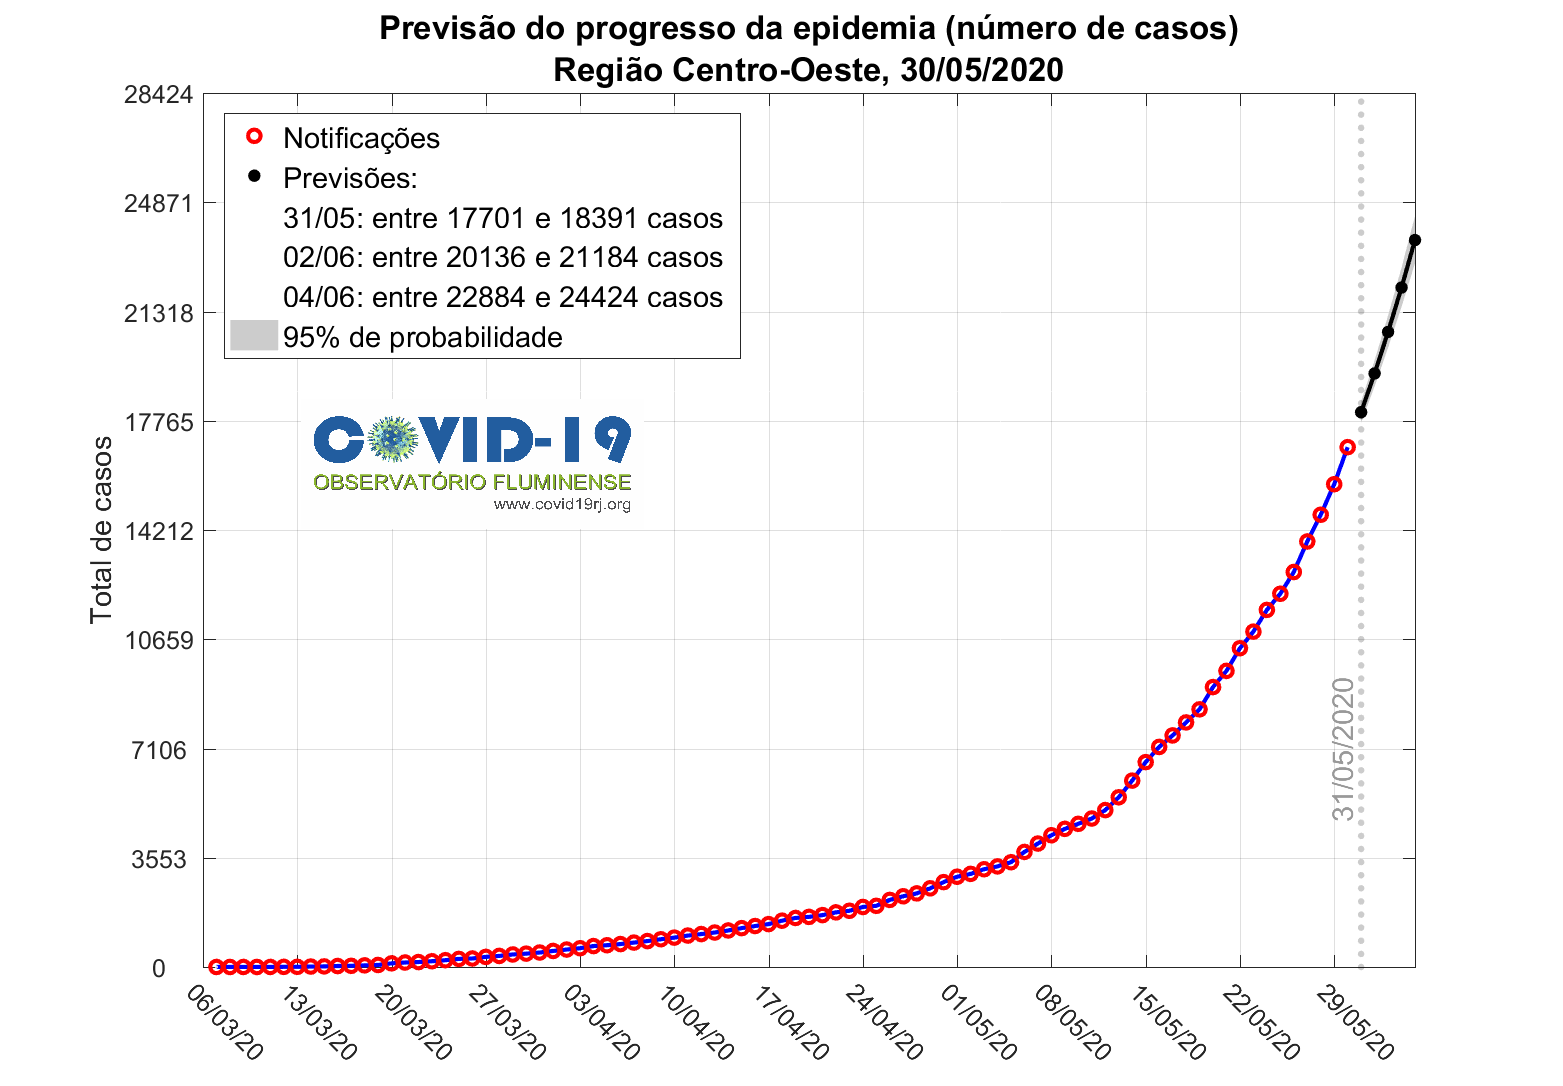 Previsão do progresso da epidemia (número de casos)
Região Centro-Oeste, 30/05/2020
28424
24871
21318
17765
14212
10659
7106
3553
0
Total de casos
Notificações
Previsões:
31/05: entre 17701 e 18391 casos
02/06: entre 20136 e 21184 casos
04/06: entre 22884 e 24424 casos
95% de probabilidade
COVID-19
OBSERVATÓRIO FLUMINENSE
www.covid19rj.org
31/05/2020
06/03/20
13/03/20
20/03/20
27/03/20
03/04/20
10/04/20
17/04/20
24/04/20
01/05/20
08/05/20
15/05/20
22/05/20
29/05/20